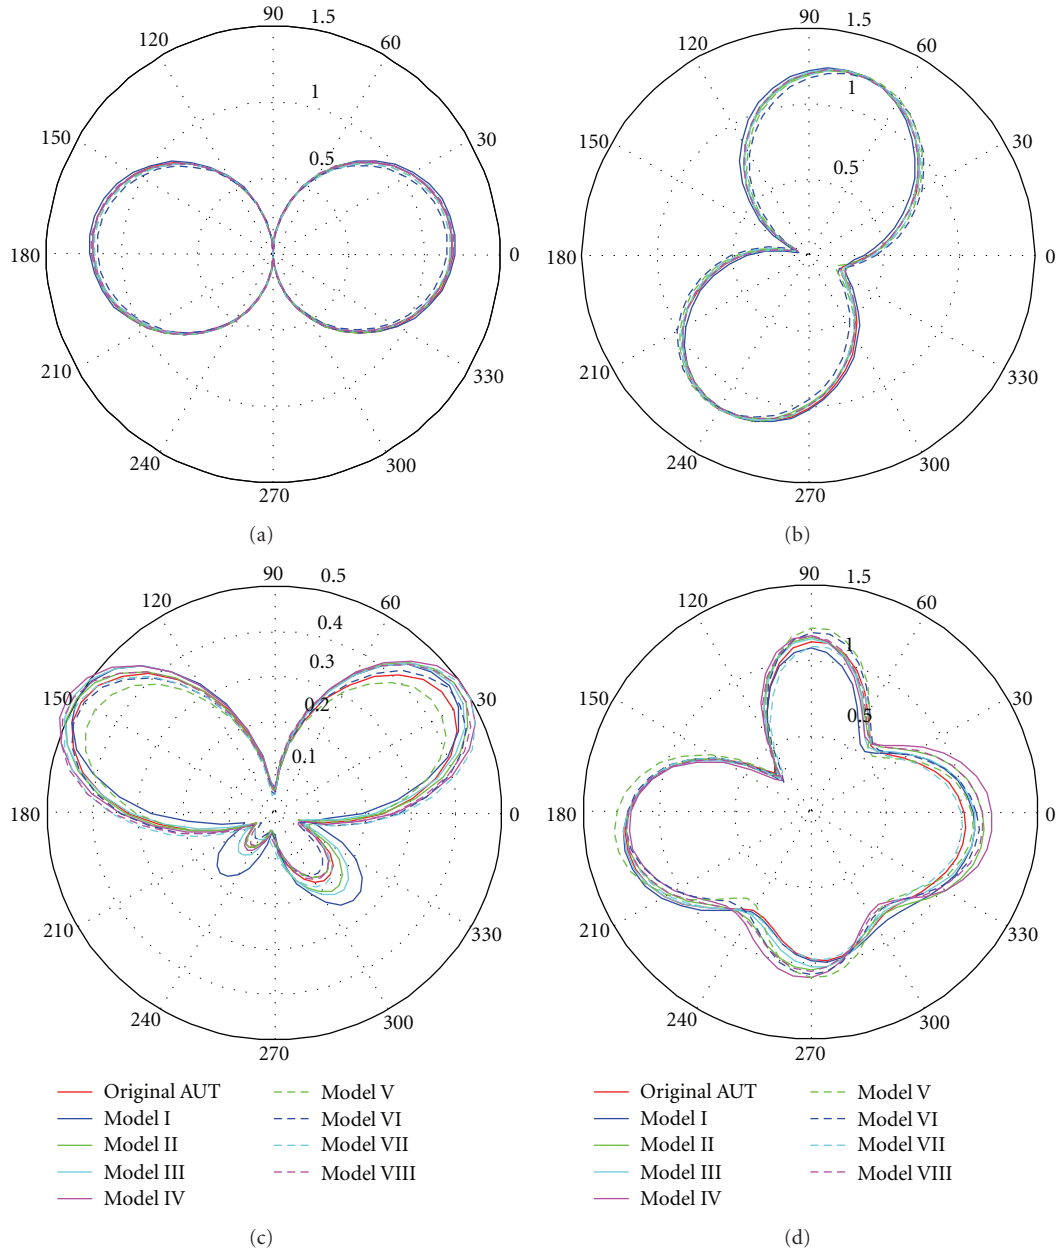 90
1.5
120
60
1
150
30
0.5
180
0
210
330
240
300
270
(a)
90
1.5
120
60
1
150
30
0.5
180
0
210
330
240
300
270
(b)
90
0.5
120
60
0.4
0.3
150
30
0.2
0.1
180
0
210
330
240
300
270
Original AUT
Model I
Model II
Model III
Model IV
Model V
Model VI
Model VII
Model VIII
(c)
90
1.5
120
60
1
150
30
0.5
180
0
210
330
240
300
270
Original AUT
Model I
Model II
Model III
Model IV
Model V
Model VI
Model VII
Model VIII
(d)